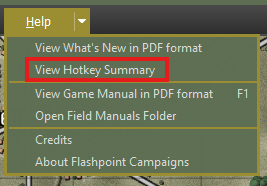 Help
View What's New in PDF format
View Hotkey Summary
View Game Manual in PDF format F1
Open Field Manuals Folder
Credits
About Flashpoint Campaigns